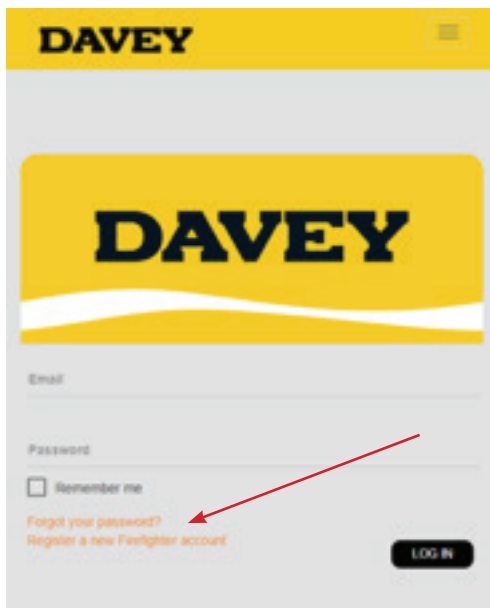 DAVEY
DAVEY
Email
Password
Remember me
Forgot your password?
Register a new Firefighter account
LOG IN